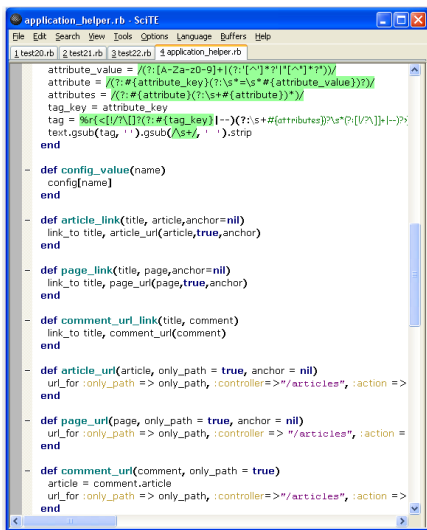 application_helper.rb - SciTE
File Edit Search View Tools Options Language Buffers Help
1 test20.rb 2 test21.rb 3 test22.rb 4 application_helper.rb
attribute_value = /(?:[A-Za-z0-9]+|(?:'[^']*?'|"[^"]*?"))/
attribute = /(?:#{attribute_key}(?:\s*=\s*#{attribute_value})?)/
attributes = /(?:#{attribute}(?:\s+#{attribute})*)/
tag_key = attribute_key
tag = %r{<[!/?\[]?(?:#{tag_key}|--)(?:\s+#{attributes})?\s*(?:[!/?\]]+|--)?>
text.gsub(tag, '').gsub(/\s+/, ' ').strip
end
def config_value(name)
config[name]
end
def article_link(title, article,anchor=nil)
link_to title, article_url(article,true,anchor)
end
def page_link(title, page,anchor=nil)
link_to title, page_url(page,true,anchor)
end
def comment_url_link(title, comment)
link_to title, comment_url(comment)
end
def article_url(article, only_path = true, anchor = nil)
url_for :only_path => only_path, :controller=>"/articles", :action =>
end
def page_url(page, only_path = true, anchor = nil)
url_for :only_path => only_path, :controller => "/articles", :action =
end
def comment_url(comment, only_path = true)
article = comment.article
url_for :only_path => only_path, :controller=>"/articles", :action =>
end